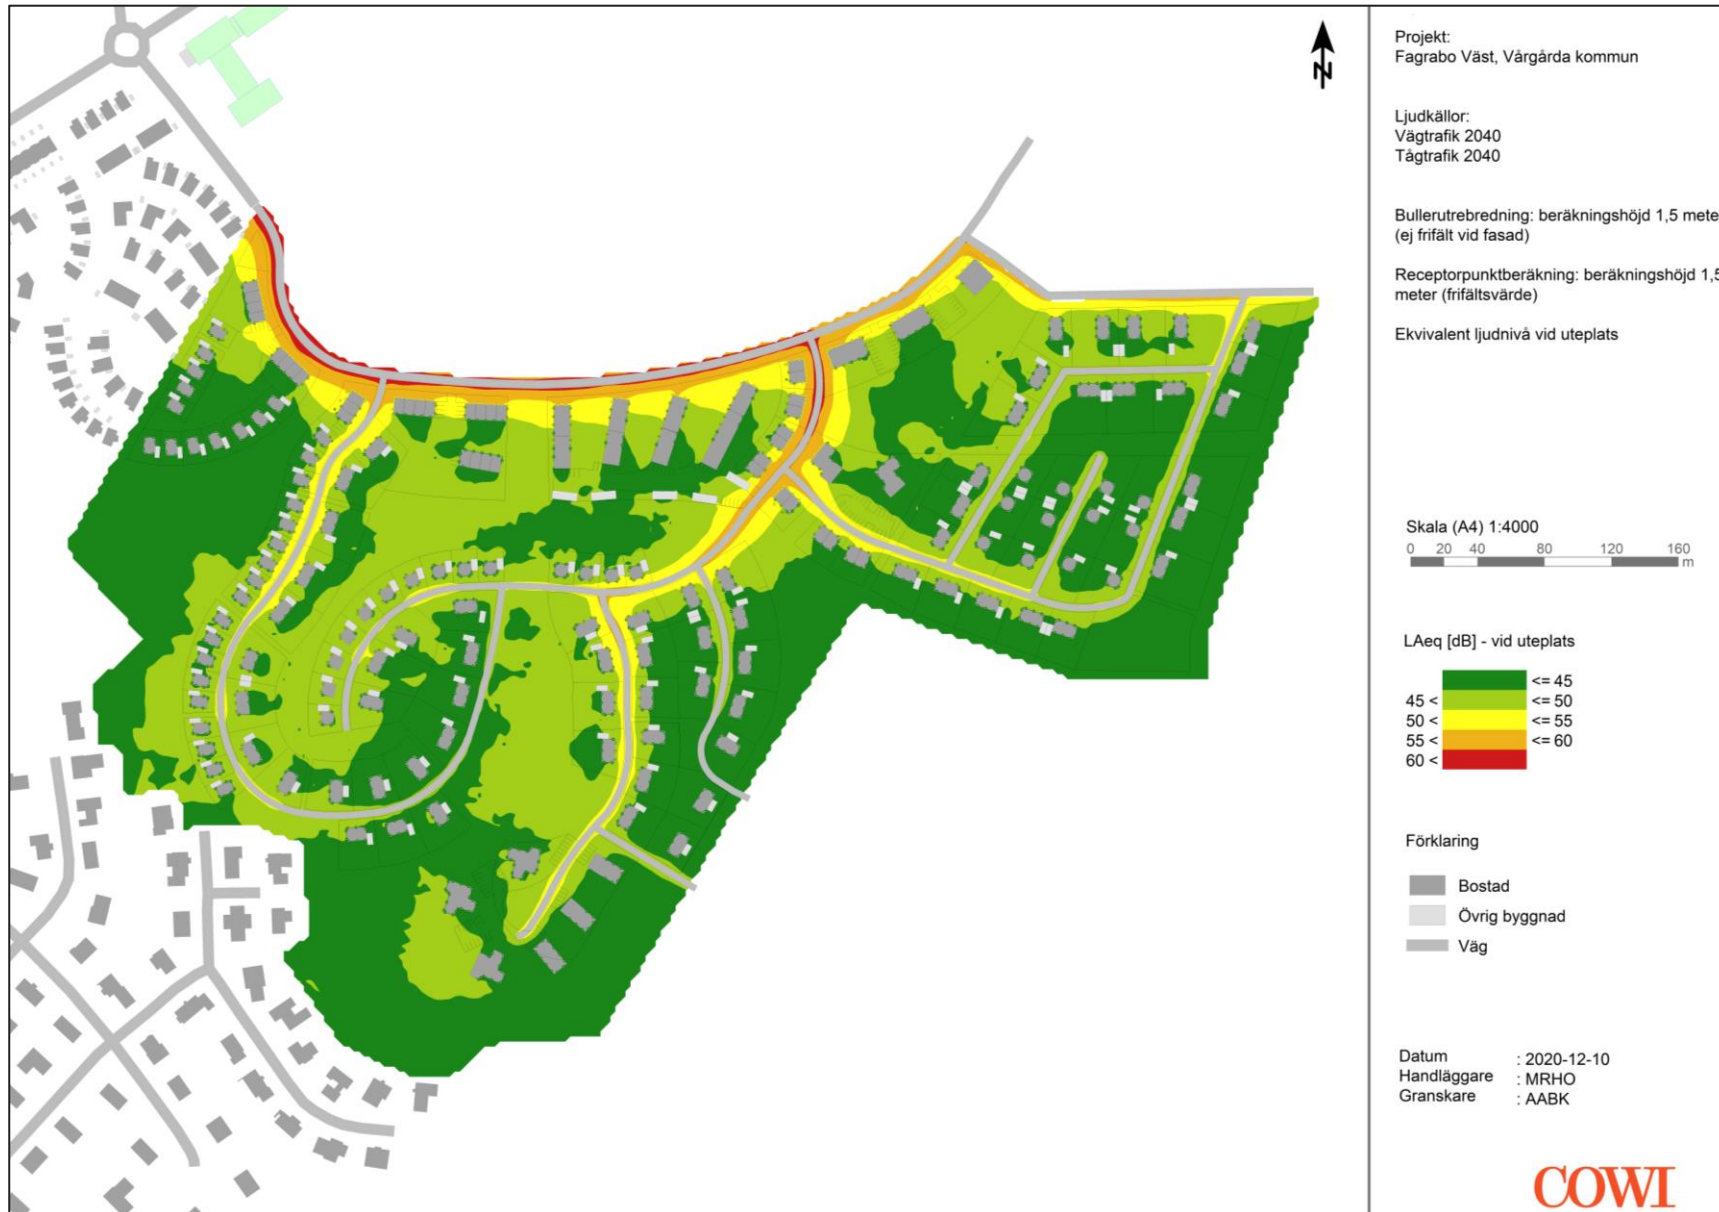 N
Projekt:
Fagrabo Väst, Vårgårda kommun
Ljudkällor:
Vägtrafik 2040
Tågtrafik 2040
Bullerutrebredning: beräkningshöjd 1,5 mete
(ej frifält vid fasad)
Receptorpunktberäkning: beräkningshöjd 1,5
meter (frifältsvärde)
Ekvivalent ljudnivå vid uteplats
Skala (A4) 1:4000
0 20 40 80 120 160
m
LAeq [dB] - vid uteplats
<= 45
45 < <= 50
50 < <= 55
55 < <= 60
60 <
Förklaring
Bostad
Övrig byggnad
Väg
Datum : 2020-12-10
Handläggare : MRHO
Granskare : AABK
COWI